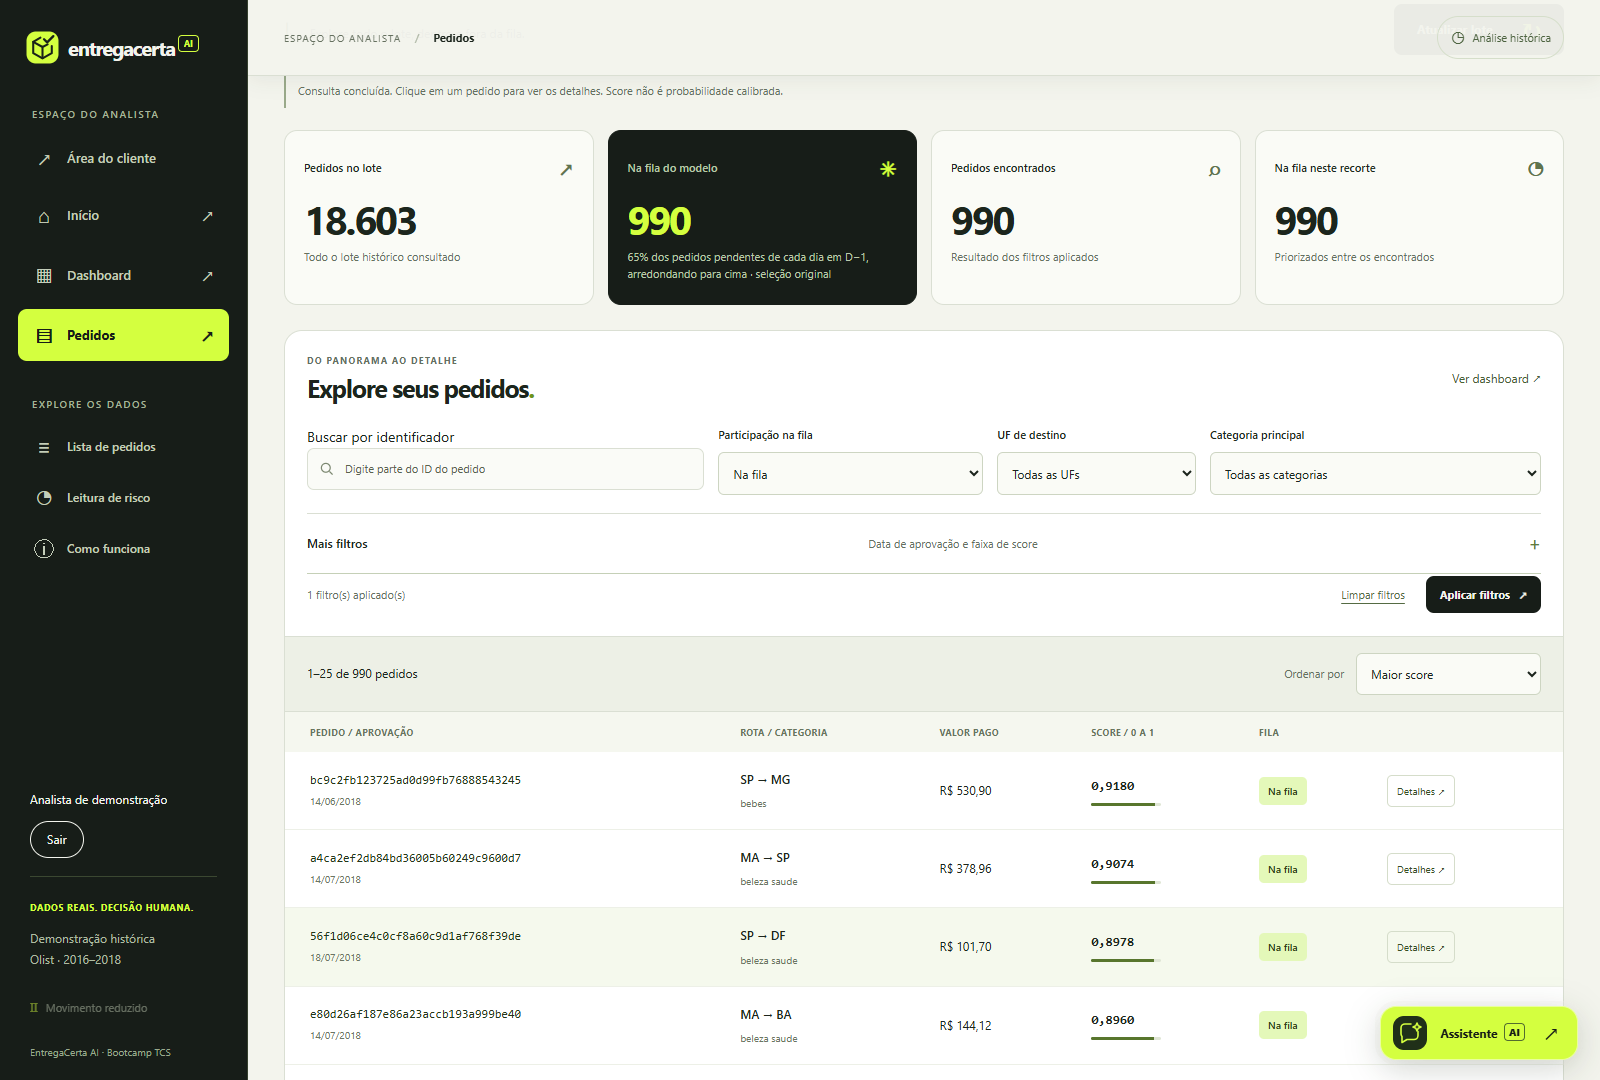 entregacerta AI
ESPAÇO DO ANALISTA
Área do cliente
Início
Dashboard
Pedidos
EXPLORE OS DADOS
Lista de pedidos
Leitura de risco
Como funciona
Analista de demonstração
Sair
DADOS REAIS. DECISÃO HUMANA.
Demonstração histórica
Olist · 2016–2018
Movimento reduzido
EntregaCerta AI · Bootcamp TCS
ESPAÇO DO ANALISTA / Pedidos
Análise histórica
Consulta concluída. Clique em um pedido para ver os detalhes. Score não é probabilidade calibrada.
Pedidos no lote
18.603
Todo o lote histórico consultado
Na fila do modelo
990
65% dos pedidos pendentes de cada dia em D−1,
arredondando para cima · seleção original
Pedidos encontrados
990
Resultado dos filtros aplicados
Na fila neste recorte
990
Priorizados entre os encontrados
DO PANORAMA AO DETALHE
Explore seus pedidos.
Ver dashboard ↗
Buscar por identificador
Digite parte do ID do pedido
Participação na fila
Na fila
UF de destino
Todas as UFs
Categoria principal
Todas as categorias
Mais filtros
Data de aprovação e faixa de score
+
1 filtro(s) aplicado(s)
Limpar filtros
Aplicar filtros ↗
1–25 de 990 pedidos
Ordenar por
Maior score
PEDIDO / APROVAÇÃO ROTA / CATEGORIA VALOR PAGO SCORE / 0 A 1 FILA
bc9c2fb123725ad0d99fb76888543245
14/06/2018
SP → MG
bebes
R$ 530,90
0,9180
Na fila
Detalhes ↗
a4ca2ef2db84bd36005b60249c9600d7
14/07/2018
MA → SP
beleza saude
R$ 378,96
0,9074
Na fila
Detalhes ↗
56f1d06ce4c0cf8a60c9d1af768f39de
18/07/2018
SP → DF
beleza saude
R$ 101,70
0,8978
Na fila
Detalhes ↗
e80d26af187e86a23accb193a999be40
14/07/2018
MA → BA
beleza saude
R$ 144,12
0,8960
Na fila
Assistente AI ↗